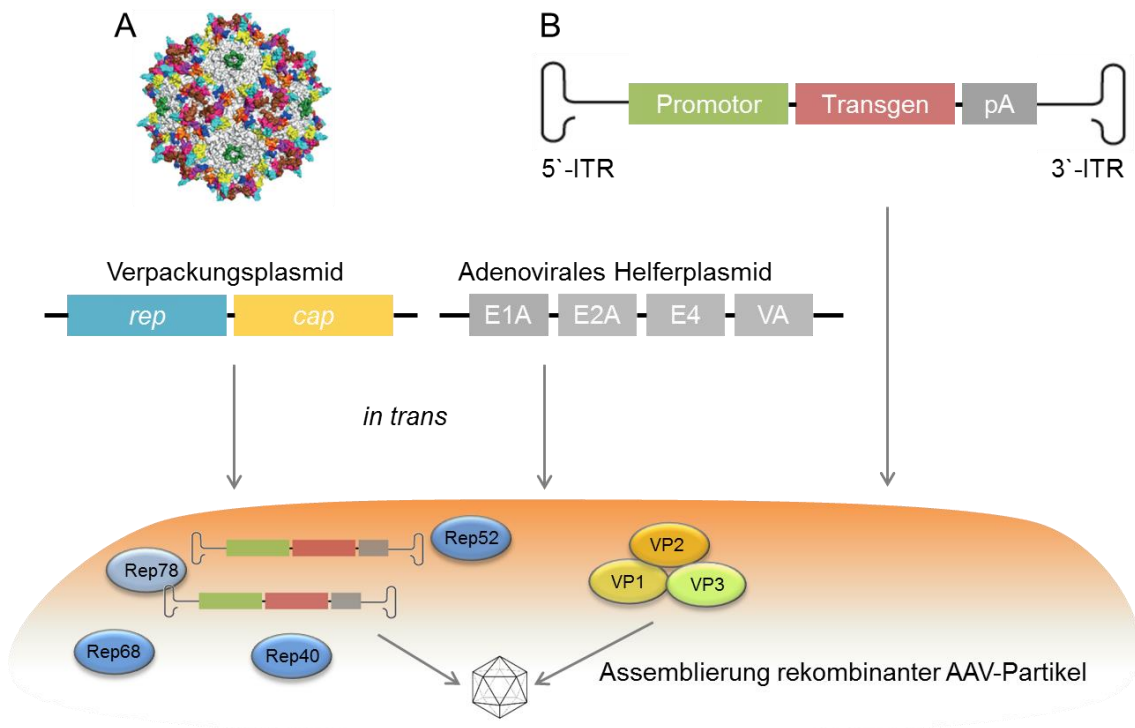 A
B
Promotor
Transgen
pA
5`-ITR
3`-ITR
Verpackungsplasmid
Adenovirales Helferplasmid
rep
cap
E1A
E2A
E4
VA
in trans
Rep52
Rep78
VP2
VP1
VP3
Rep68
Rep40
Assemblierung rekombinanter AAV-Partikel